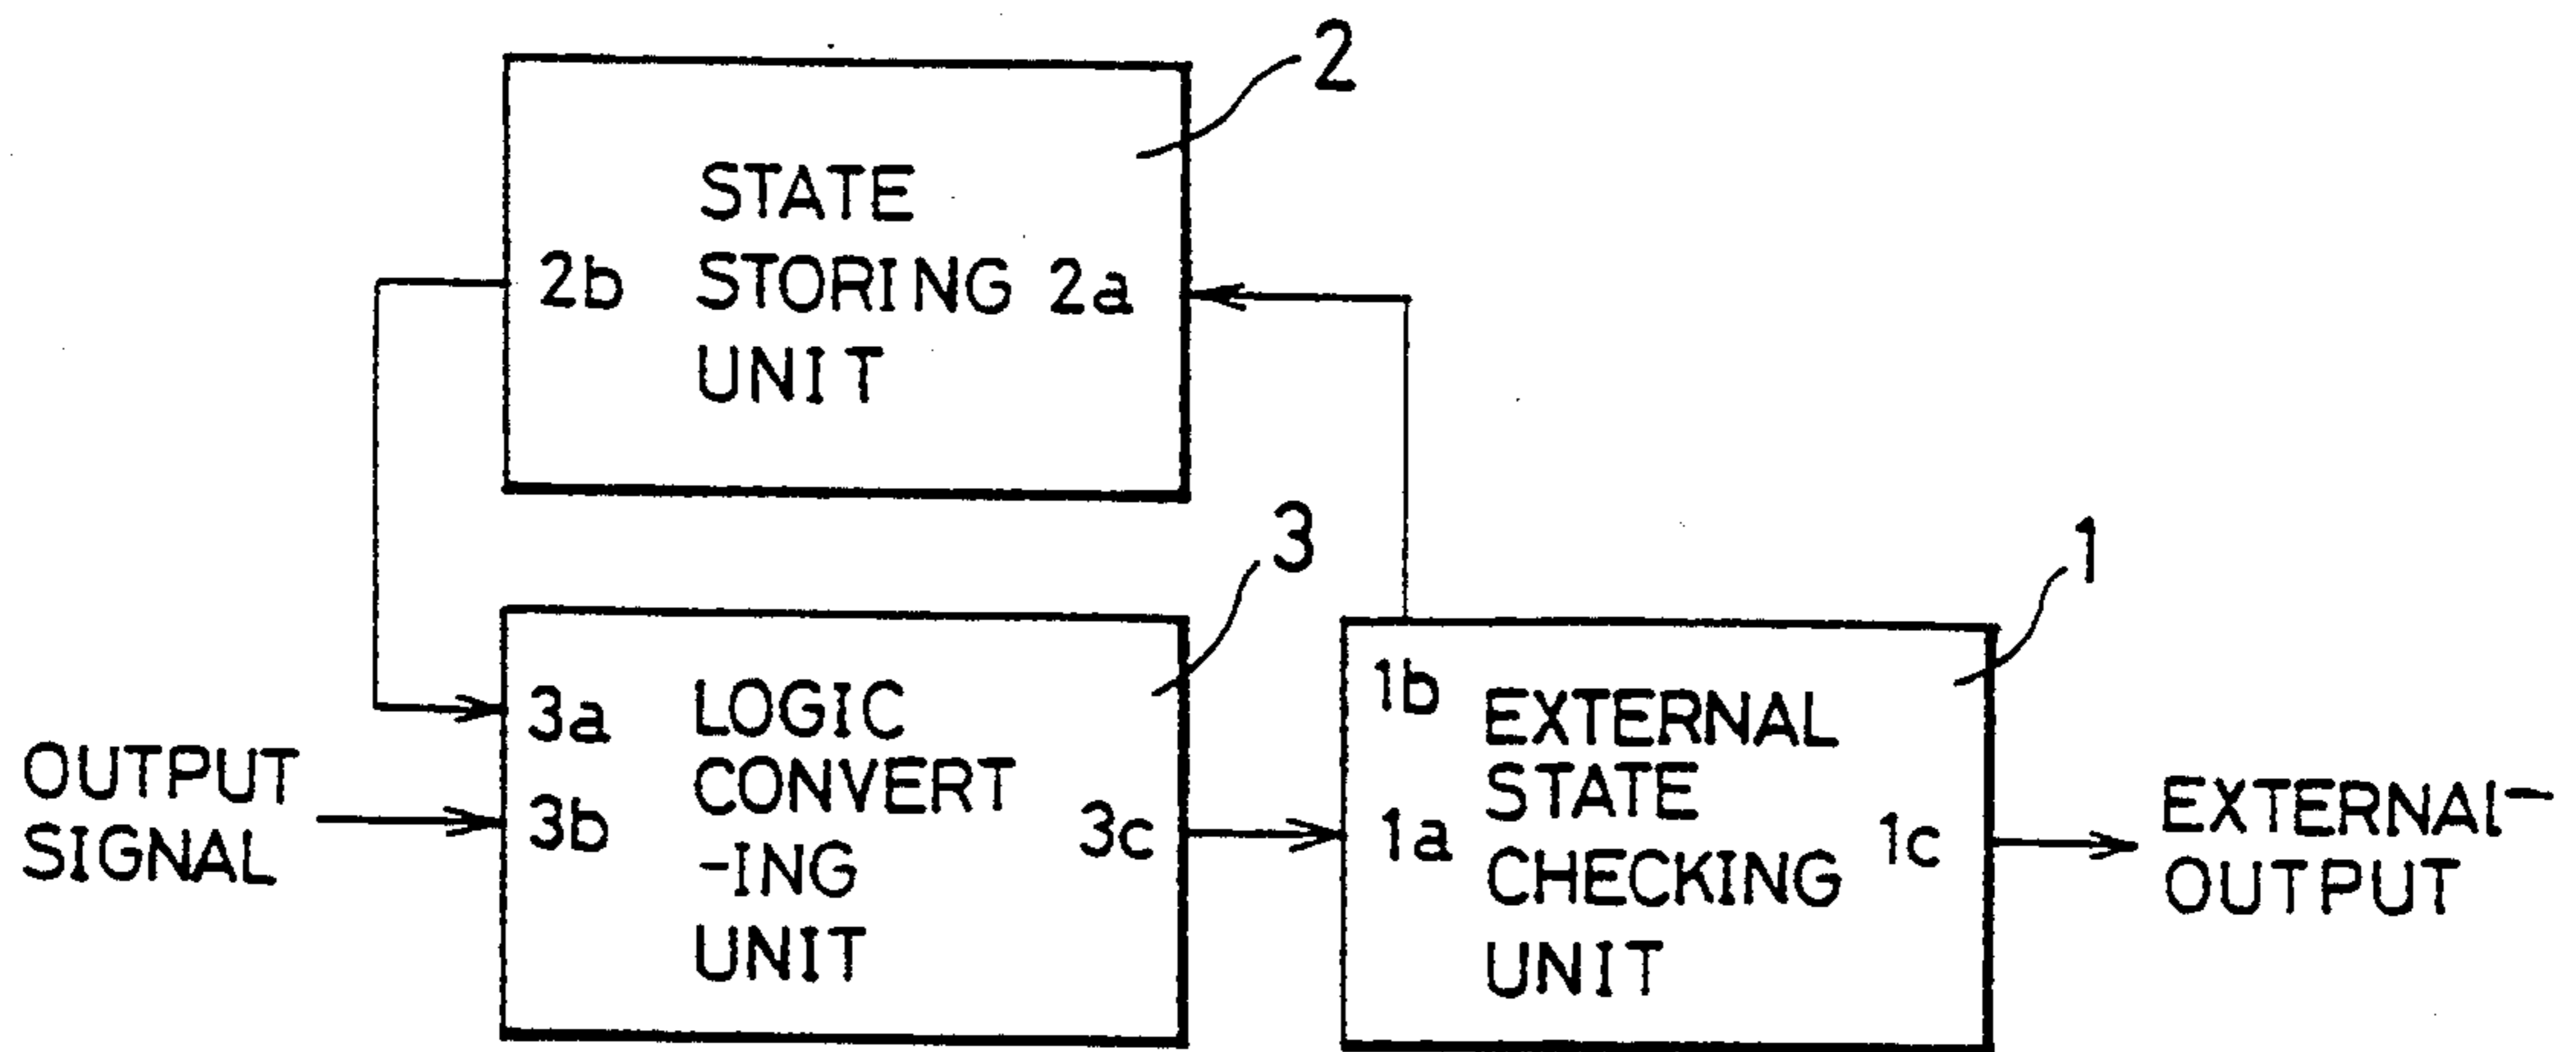 2
STATE
2b STORING 2a
UNIT
3
1
3a LOGIC
CONVERT
3b 3c
-ING
UNIT
OUTPUT
SIGNAL
1b EXTERNAL
STATE
1a 1c
CHECKING
UNIT
EXTERNAL-
OUTPUT